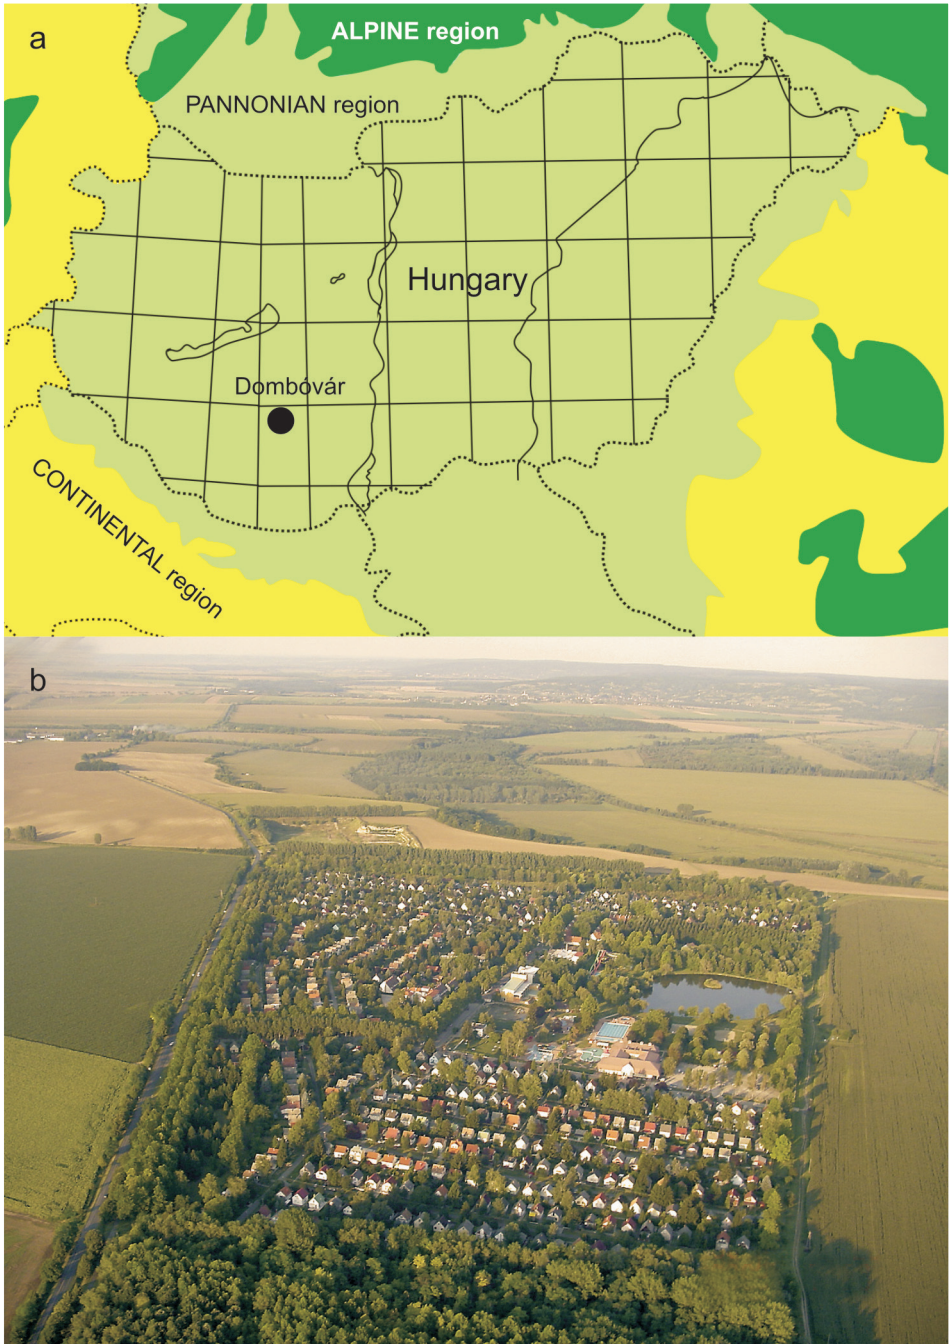 a
ALPINE region
PANNONIAN region
Hungary
Dombóvár
CONTINENTAL region
b